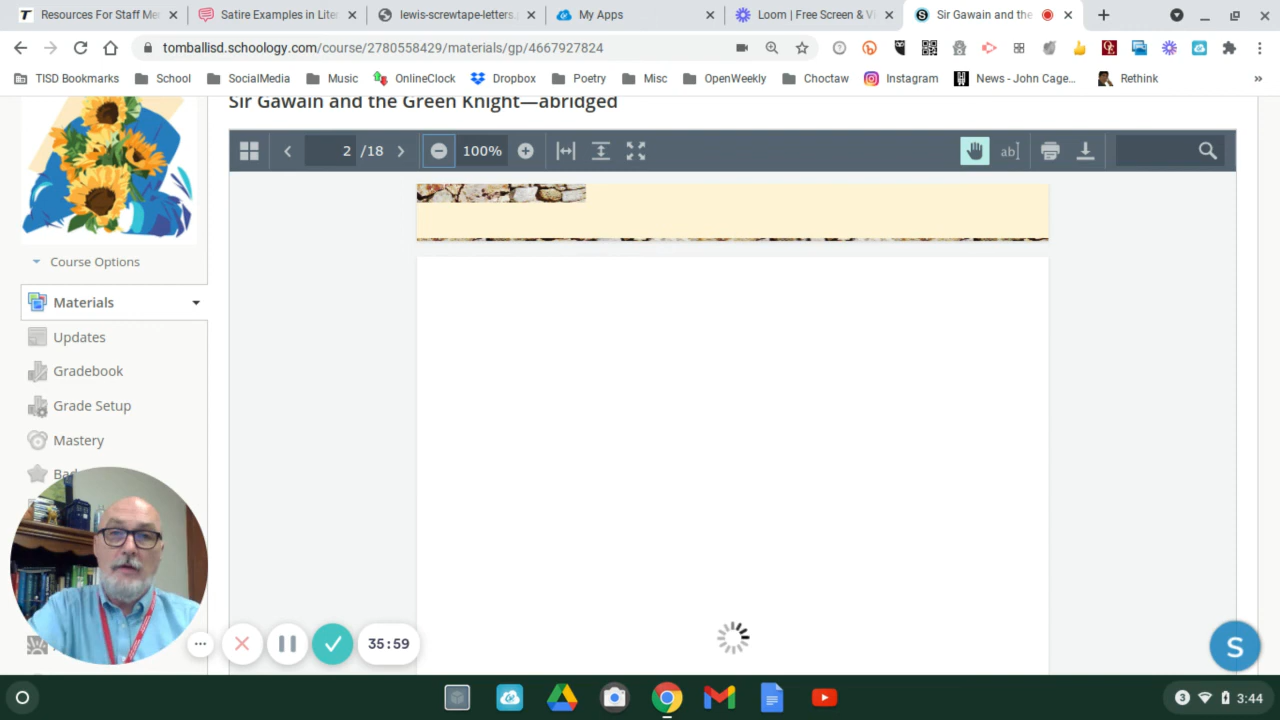 Resources For Staff Me
Satire Examples in Lite
lewis-screwtape-letters.
My Apps
Loom | Free Screen & Vi
Sir Gawain and the
tomballisd.schoology.com/course/2780558429/materials/gp/4667927824
TISD Bookmarks
School
SocialMedia
Music
OnlineClock
Dropbox
Poetry
Misc
OpenWeekly
Choctaw
Instagram
News - John Cage...
Rethink
»
Sir Gawain and the Green Knight—abridged
2 /18
100%
ab
Course Options
Materials
Updates
Gradebook
Grade Setup
Mastery
Bad
35:59
S
3
3:44